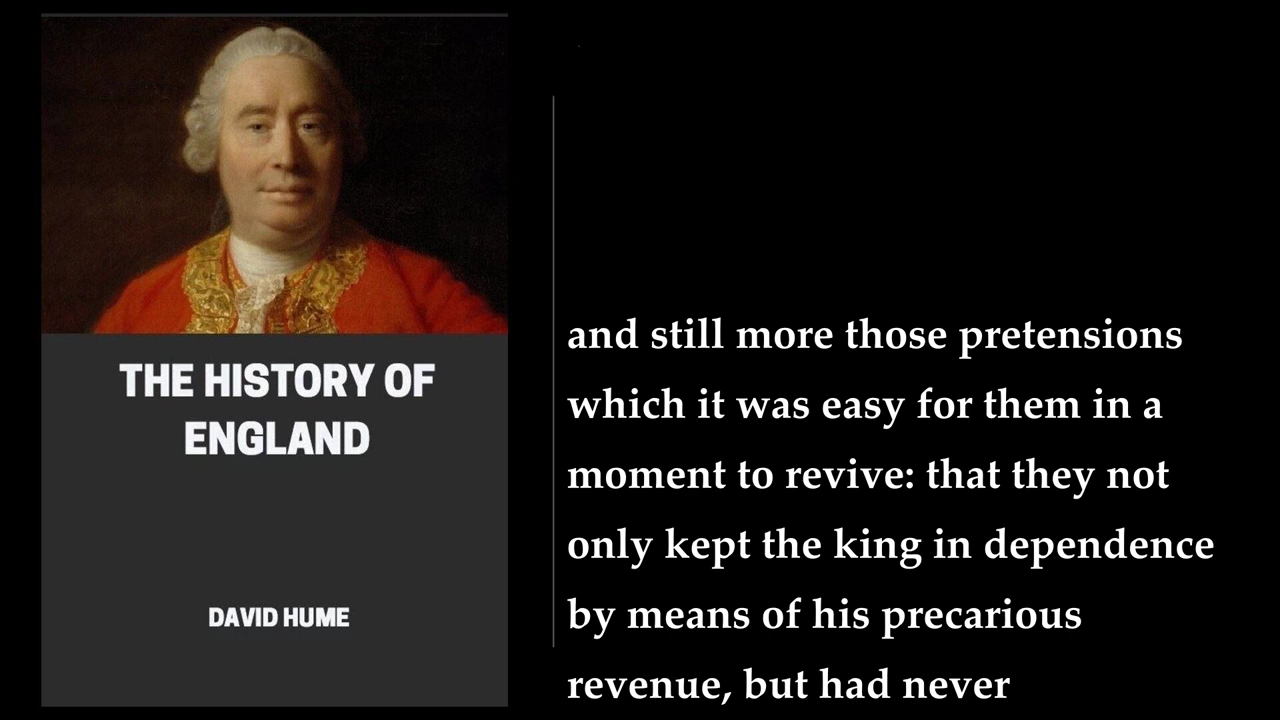 THE HISTORY OF
ENGLAND
DAVID HUME
and still more those pretensions
which it was easy for them in a
moment to revive: that they not
only kept the king in dependence
by means of his precarious
revenue, but had never